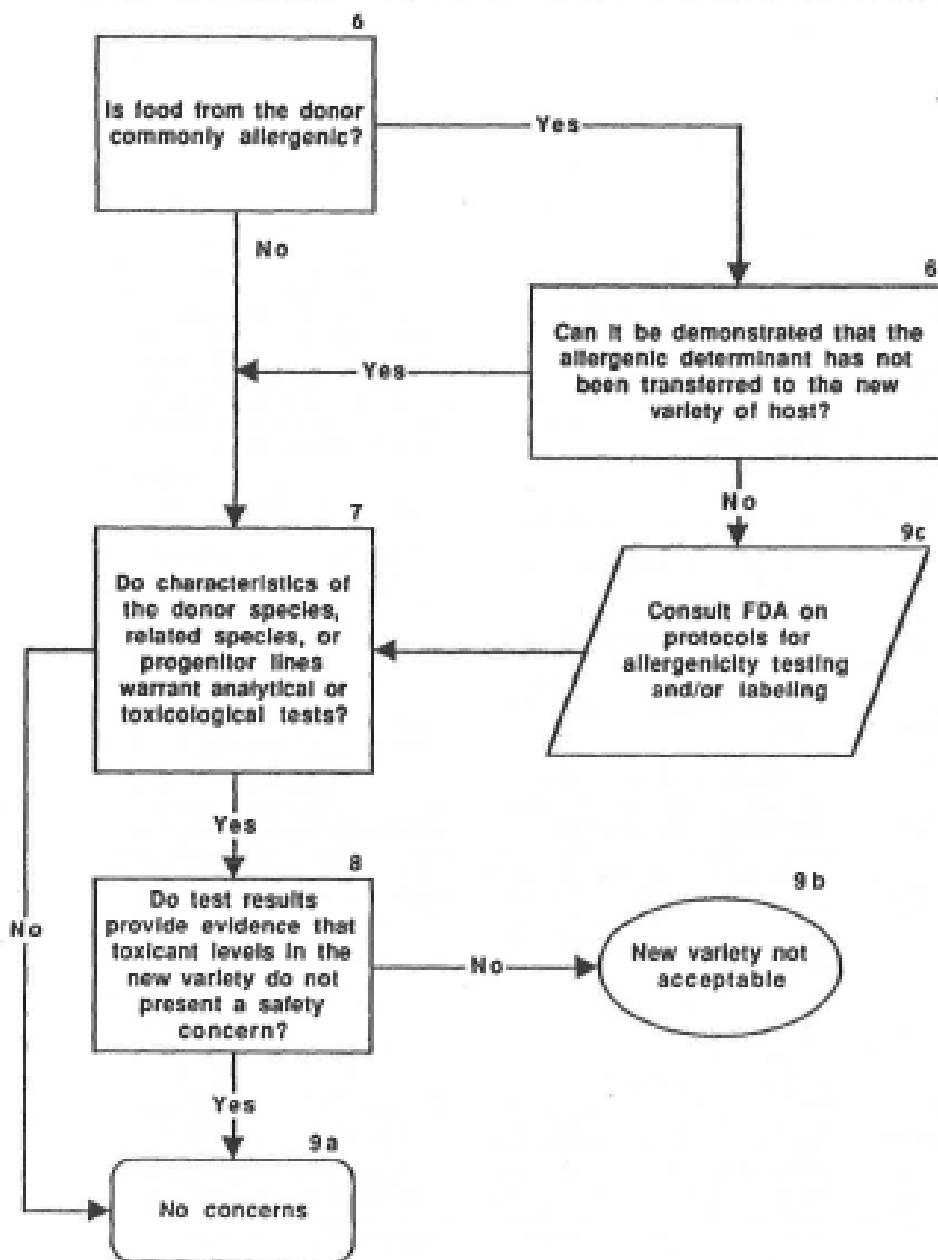 6
Is food from the donor
commonly allergenic?
Yes
No
6
Can it be demonstrated that the
allergenic determinant has not
been transferred to the new
variety of host?
Yes
No
7
9c
Do characteristics of
the donor species,
related species, or
progenitor lines
warrant analytical or
toxicological tests?
Consult FDA on
protocols for
allergenicity testing
and/or labeling
Yes
No
8
Do test results
provide evidence that
toxicant levels in the
new variety do not
present a safety
concern?
No
9b
New variety not
acceptable
Yes
9a
No concerns